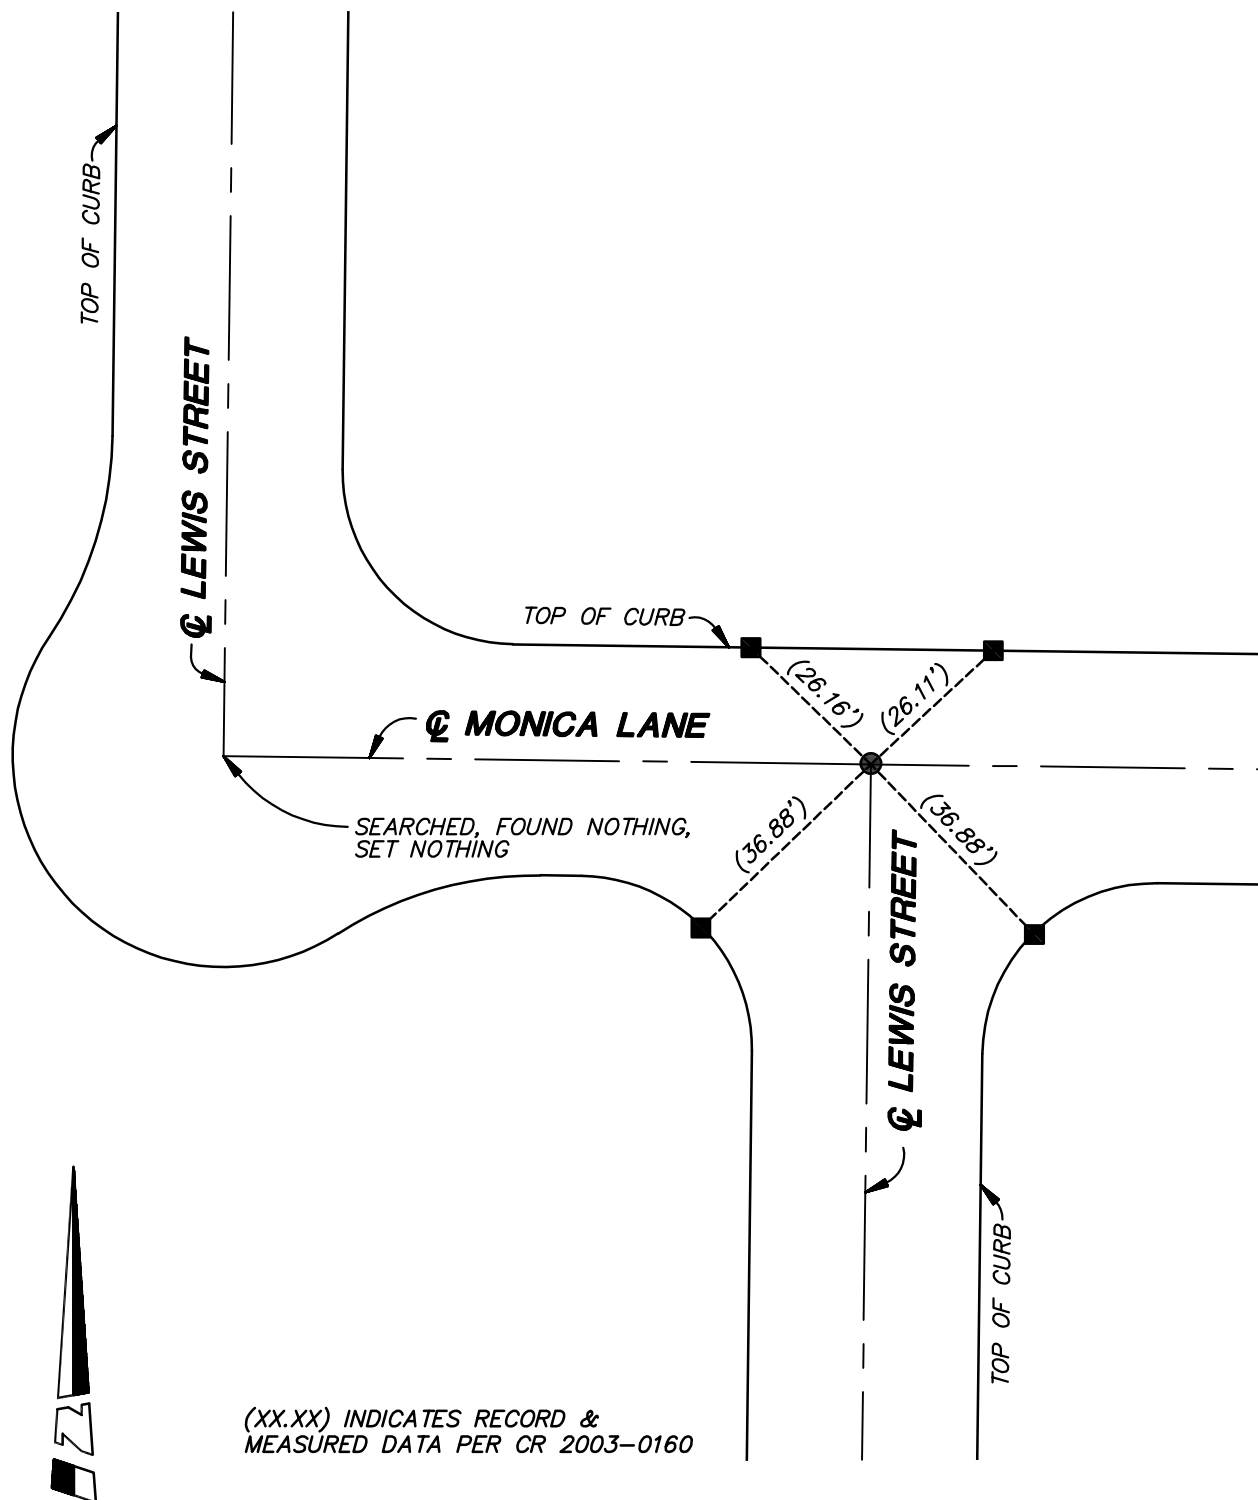 TOP OF CURB
℄ LEWIS STREET
TOP OF CURB
(26.16')
(26.11')
℄ MONICA LANE
SEARCHED, FOUND NOTHING,
SET NOTHING
(36.88')
(36.88')
℄ LEWIS STREET
TOP OF CURB
N
(XX.XX) INDICATES RECORD &
MEASURED DATA PER CR 2003-0160